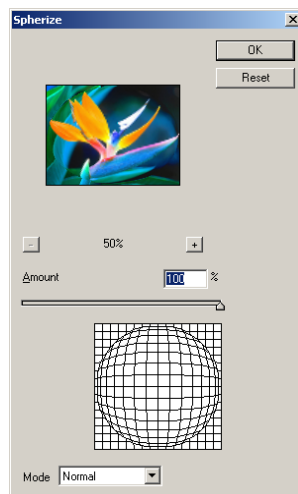 Spherize
OK
Reset
- 50% +
Amount 100 %
Mode Normal